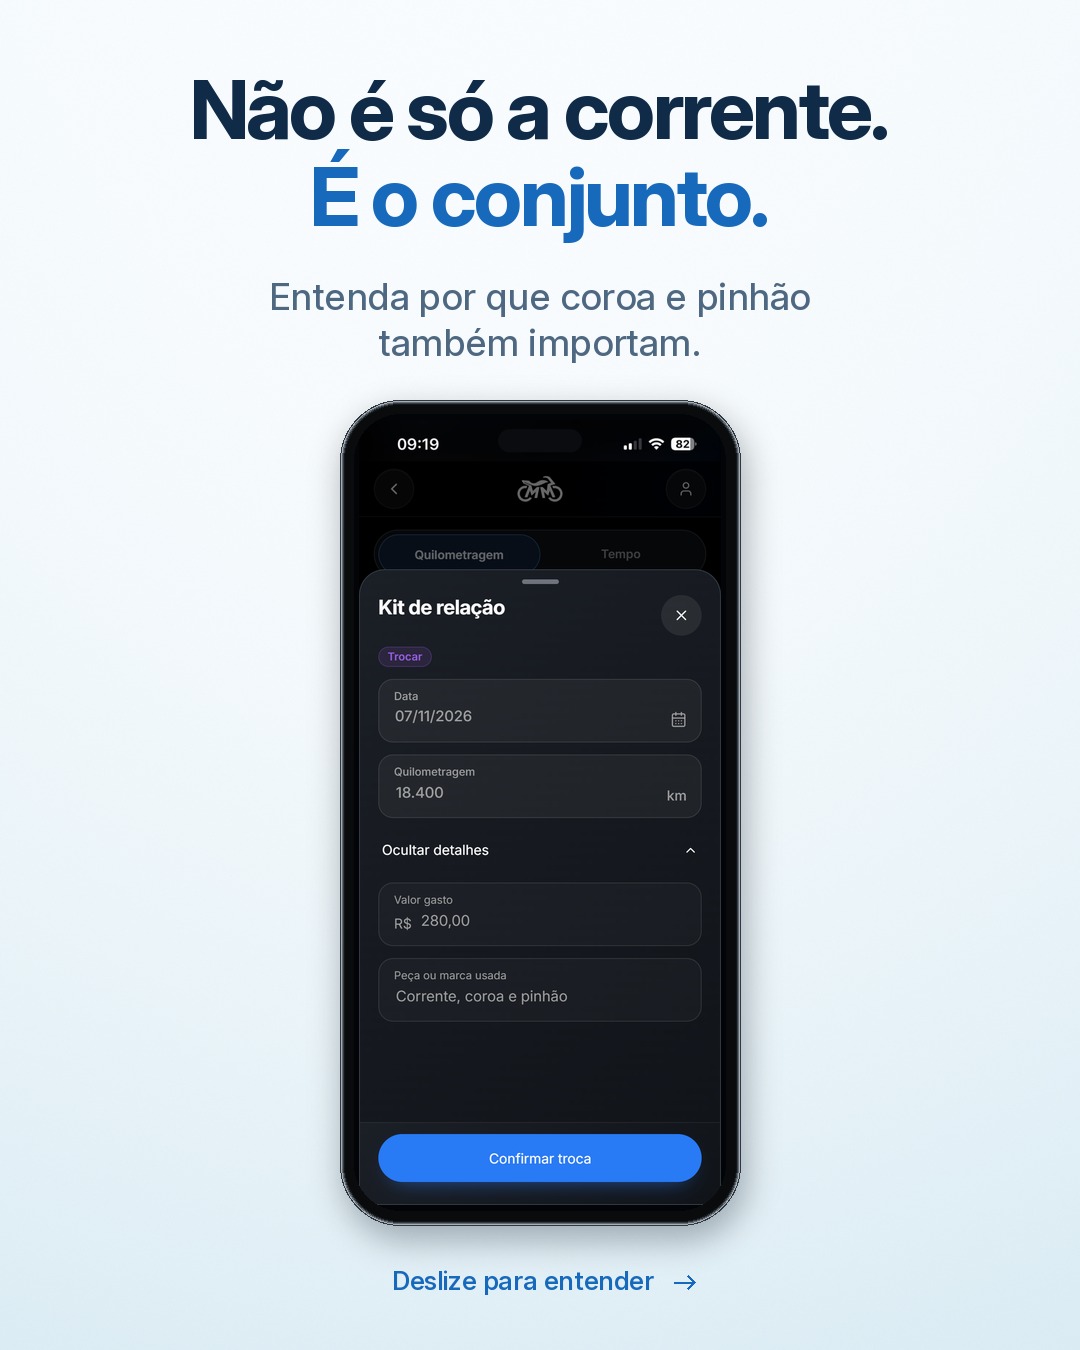 Não é só a corrente.
É o conjunto.
Entenda por que coroa e pinhão
também importam.
09:19
82
MM
Quilometragem
Tempo
Kit de relação
Trocar
Data
07/11/2026
Quilometragem
18.400
km
Ocultar detalhes
Valor gasto
R$ 280,00
Peça ou marca usada
Corrente, coroa e pinhão
Confirmar troca
Deslize para entender →